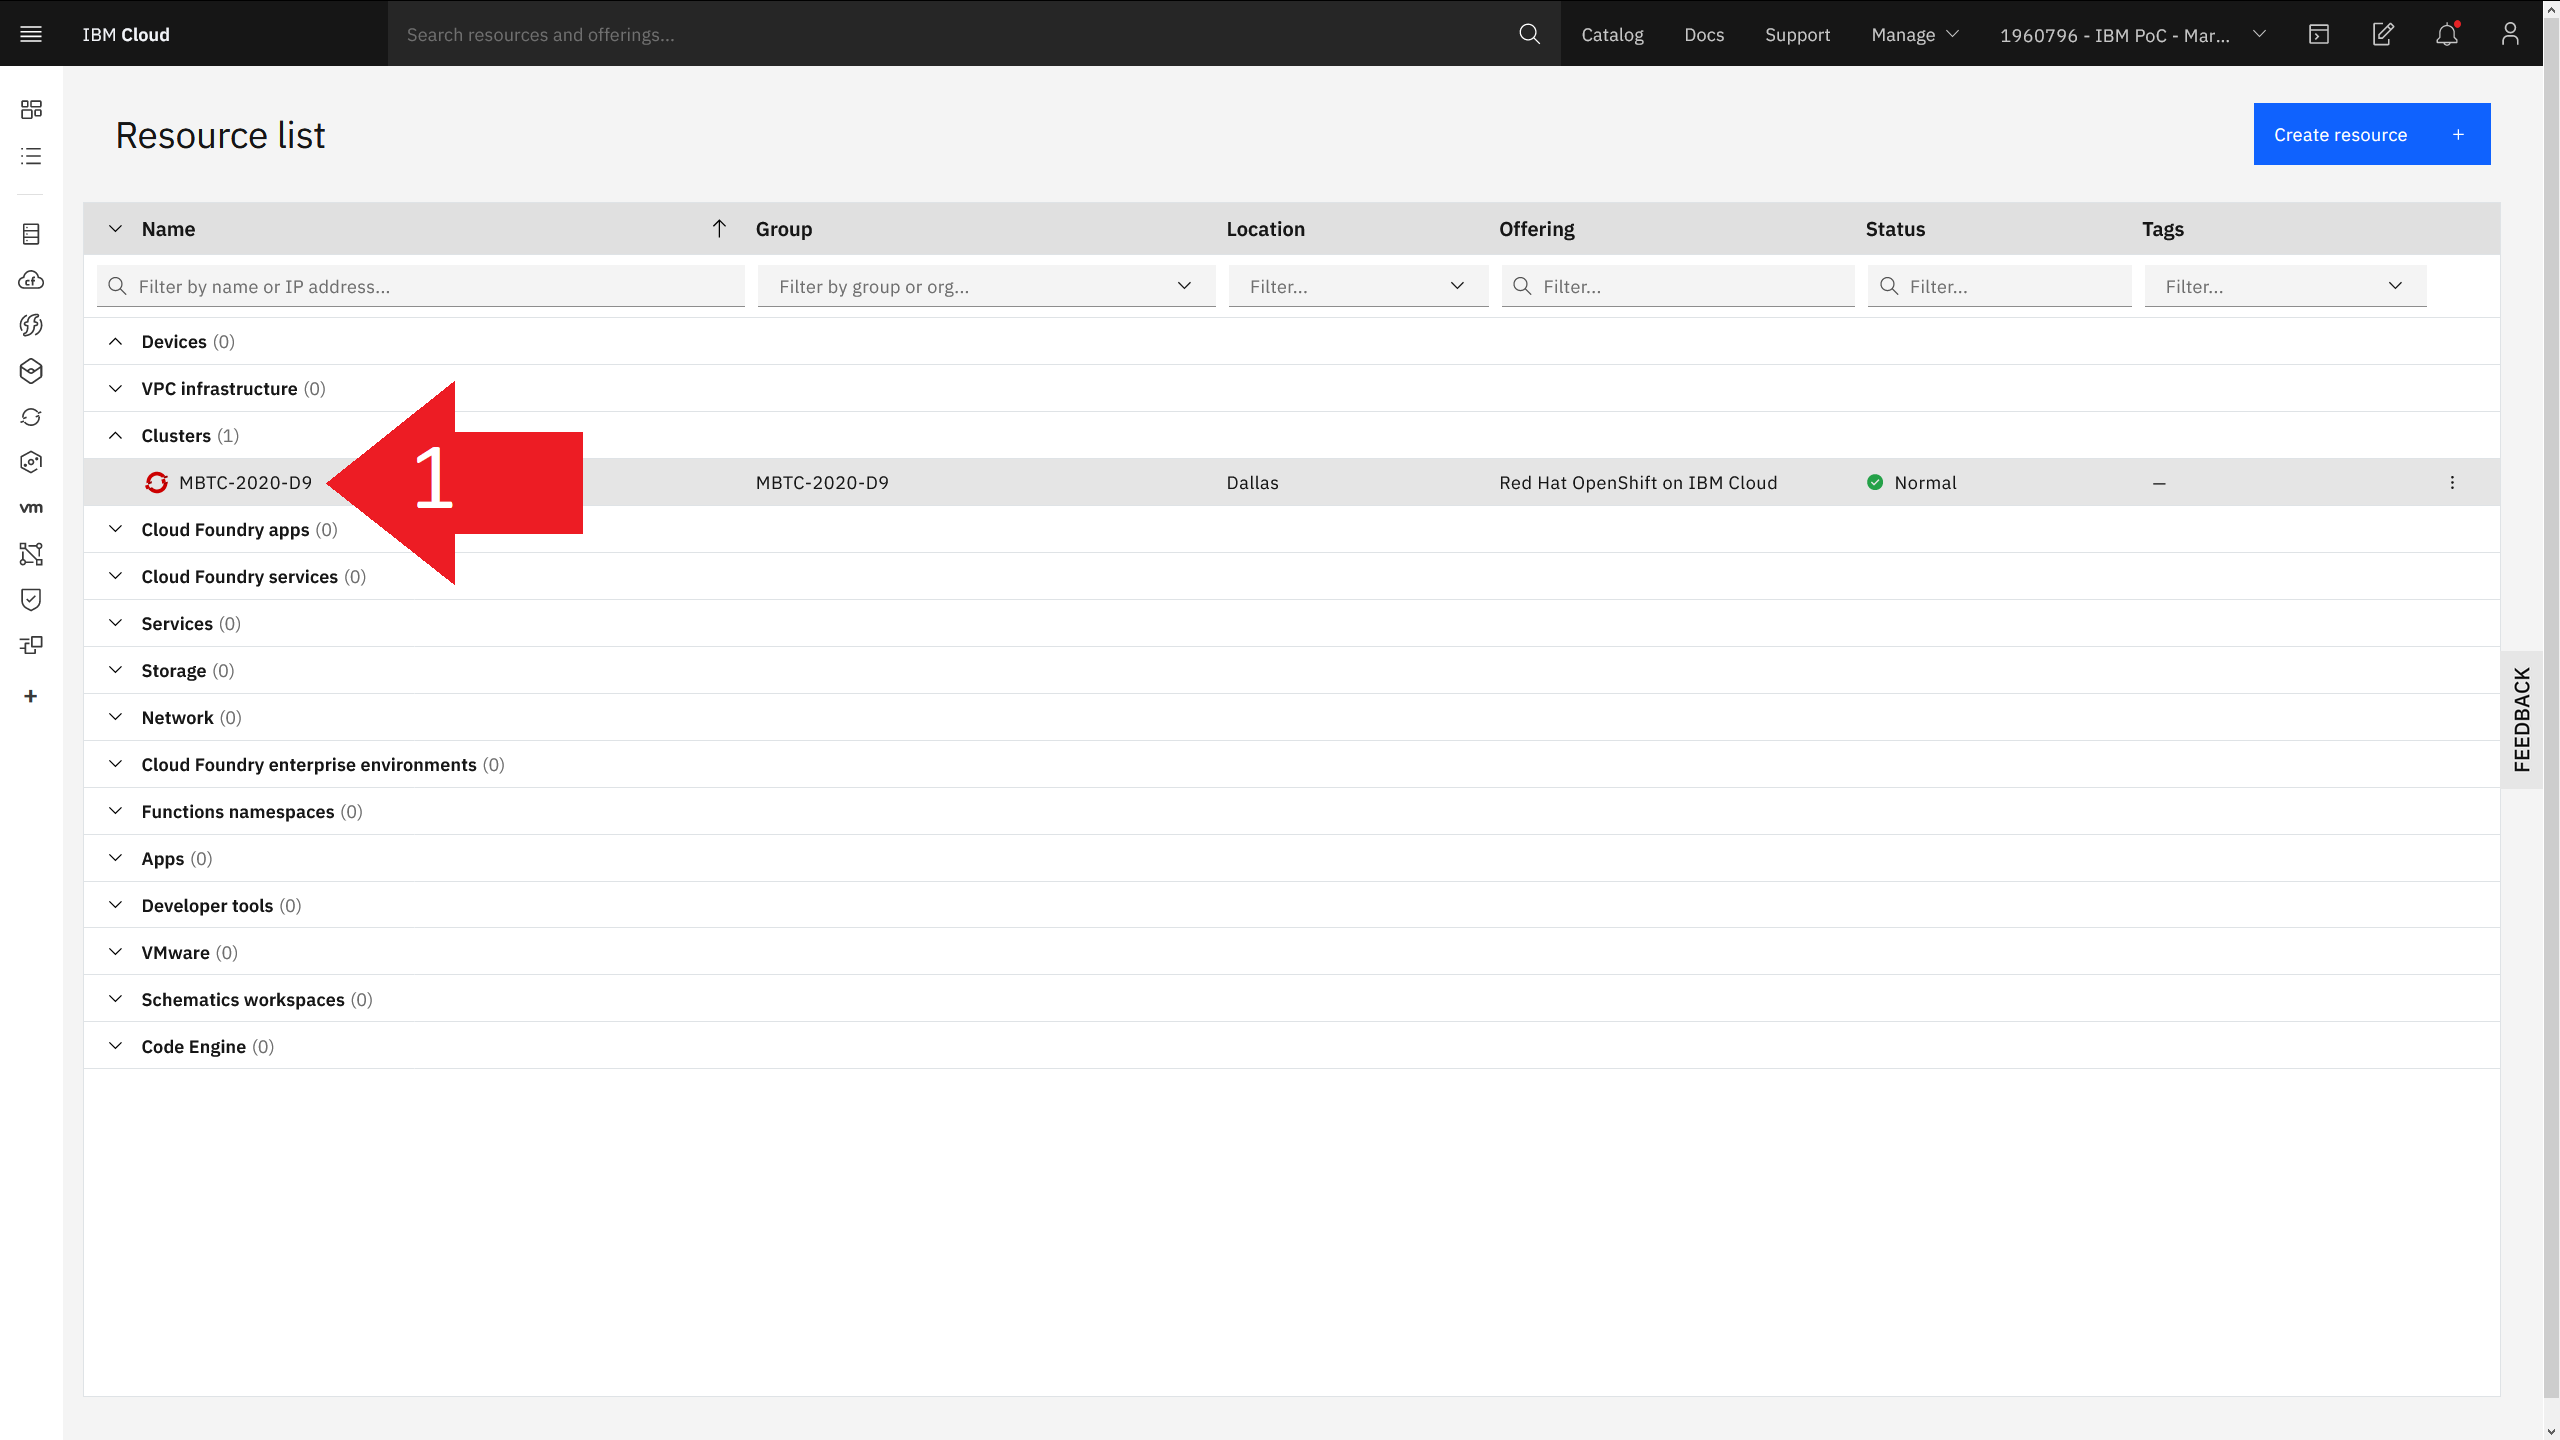 IBM Cloud
Search resources and offerings...
Catalog
Docs
Support
Manage
1960796 - IBM PoC - Mar...
Resource list
Create resource +
Name
Group
Location
Offering
Status
Tags
Filter by name or IP address...
Filter by group or org...
Filter...
Filter...
Filter...
Filter...
Devices (0)
VPC infrastructure (0)
Clusters (1)
MBTC-2020-D9
1
MBTC-2020-D9
Dallas
Red Hat OpenShift on IBM Cloud
Normal
—
Cloud Foundry apps (0)
Cloud Foundry services (0)
Services (0)
Storage (0)
Network (0)
Cloud Foundry enterprise environments (0)
Functions namespaces (0)
Apps (0)
Developer tools (0)
VMware (0)
Schematics workspaces (0)
Code Engine (0)
cf
vm
+
FEEDBACK